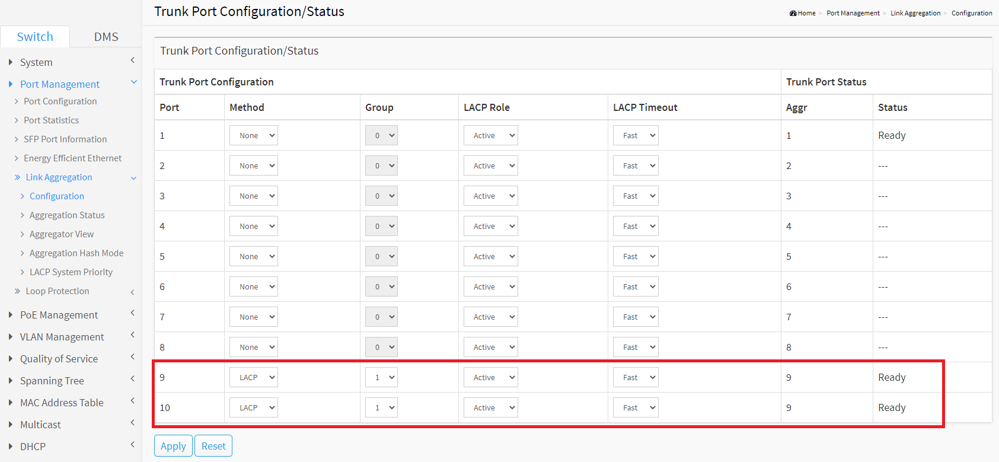 Trunk Port Configuration/Status
Home > Port Management > Link Aggregation > Configuration
Switch
DMS
System
Port Management
Port Configuration
Port Statistics
SFP Port Information
Energy Efficient Ethernet
Link Aggregation
Configuration
Aggregation Status
Aggregator View
Aggregation Hash Mode
LACP System Priority
Loop Protection
PoE Management
VLAN Management
Quality of Service
Spanning Tree
MAC Address Table
Multicast
DHCP
Trunk Port Configuration/Status
Trunk Port Configuration Trunk Port Status
Port Method Group LACP Role LACP Timeout Aggr Status
1 None 0 Active Fast 1 Ready
2 None 0 Active Fast 2 ---
3 None 0 Active Fast 3 ---
4 None 0 Active Fast 4 ---
5 None 0 Active Fast 5 ---
6 None 0 Active Fast 6 ---
7 None 0 Active Fast 7 ---
8 None 0 Active Fast 8 ---
9 LACP 1 Active Fast 9 Ready
10 LACP 1 Active Fast 9 Ready
Apply Reset